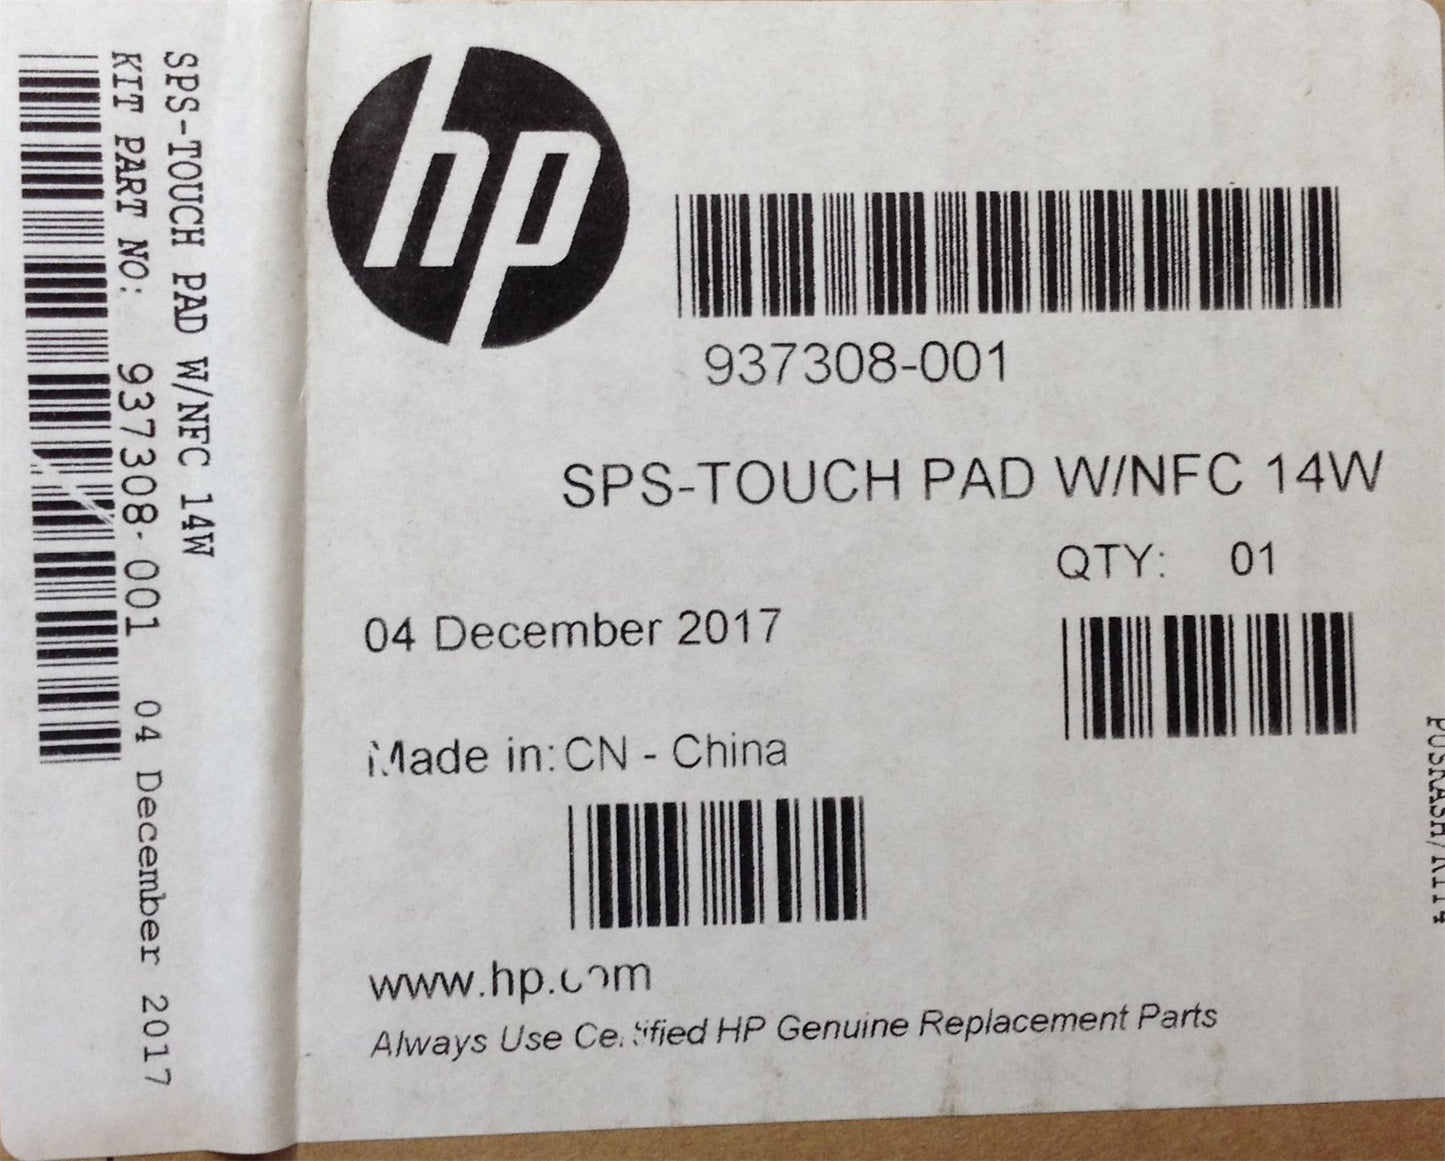 SPS-TOUCH PAD W/NFC 14W
KIT PART NO: 937308-001 04 December 2017
hp
937308-001
SPS-TOUCH PAD W/NFC 14W
QTY: 01
04 December 2017
Made in: CN - China
www.hp.com
Always Use Certified HP Genuine Replacement Parts